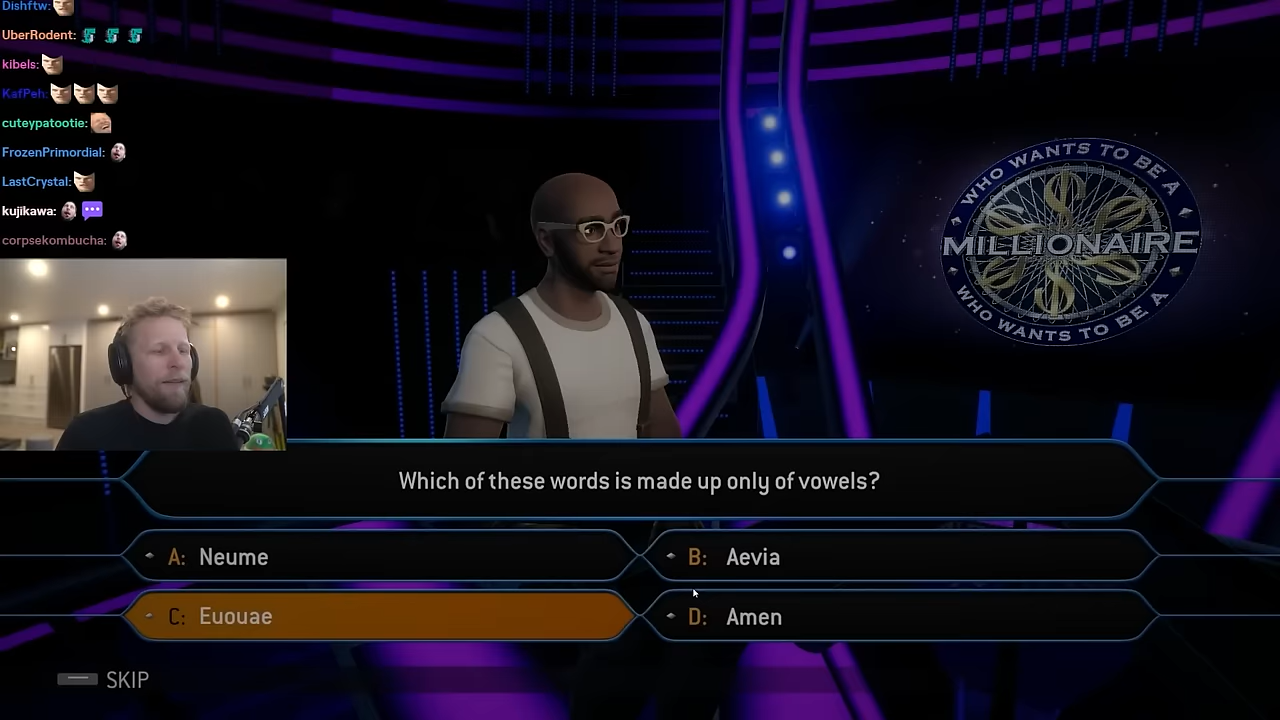 Dishftw:
UberRodent:
kibels:
KafPeh:
cuteypatootie:
FrozenPrimordial:
LastCrystal:
kujikawa:
corpsekombucha:
WHO WANTS TO BE A
MILLIONAIRE
WHO WANTS TO BE A
Which of these words is made up only of vowels?
A: Neume
B: Aevia
C: Euouae
D: Amen
SKIP